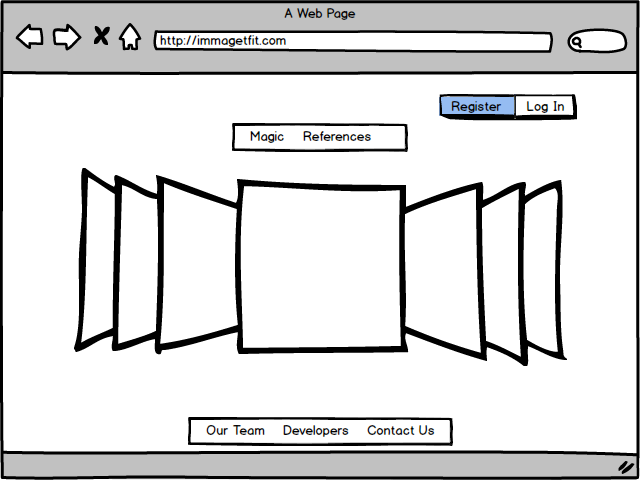 A Web Page
http://immagetfit.com
Register Log In
Magic References
Our Team Developers Contact Us